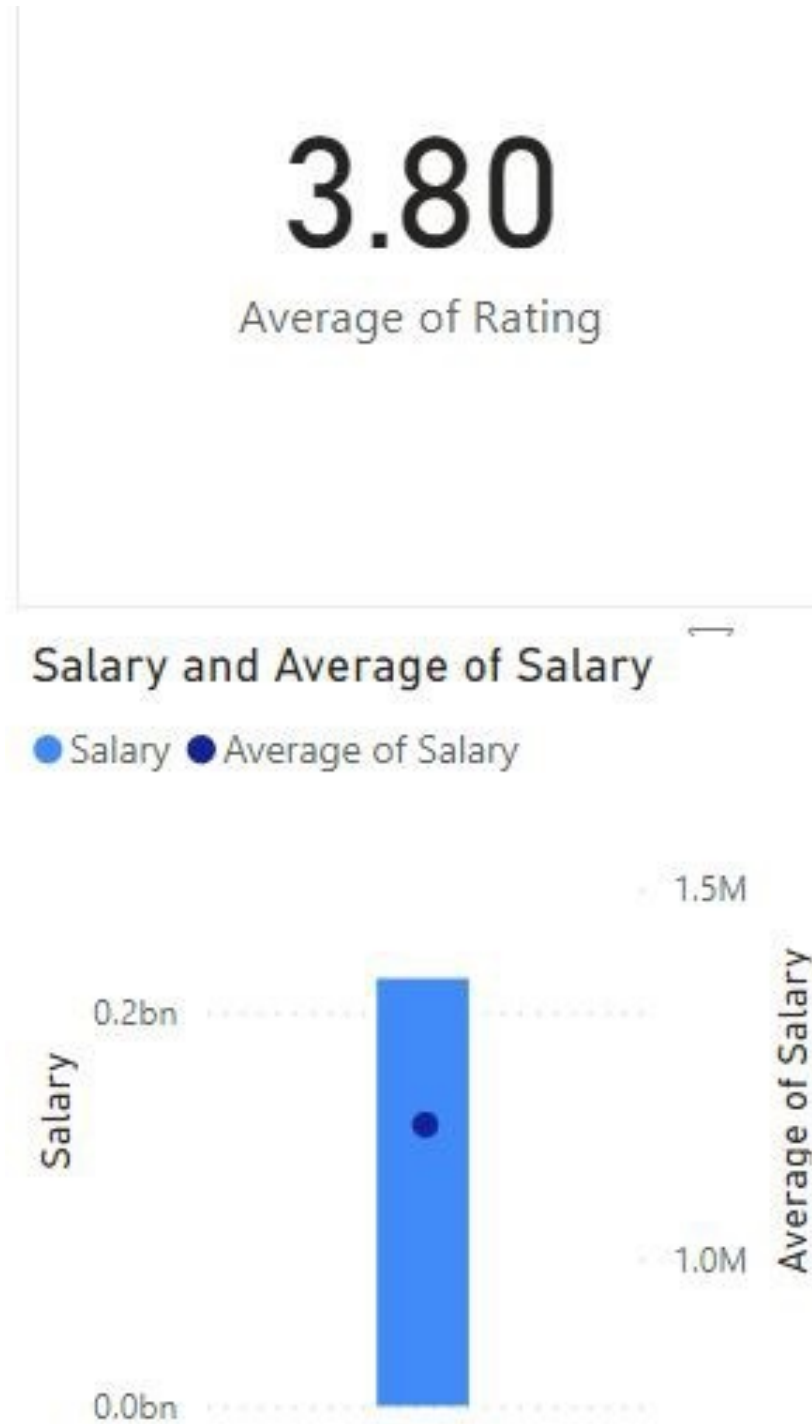 3.80
Average of Rating
Salary and Average of Salary
Salary Average of Salary
1.5M
0.2bn
Salary
Average of Salary
1.0M
0.0bn